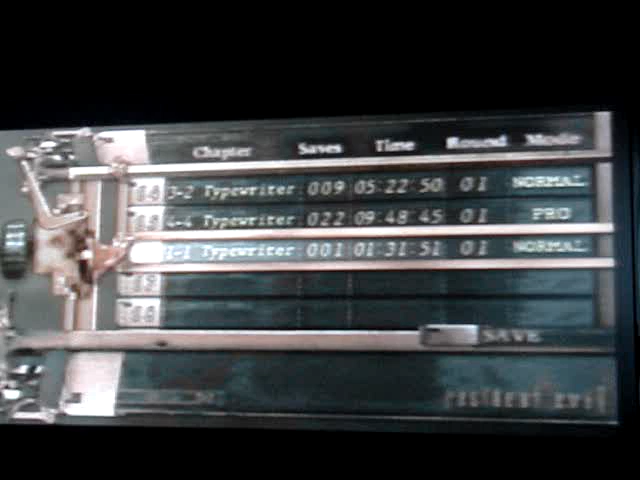 Chapter Saves Time Round Mode
3-2 Typewriter 009 05:22:50 01 NORMAL
4-4 Typewriter 022 09:48:45 01 PRO
1-1 Typewriter 001 01:31:51 01 NORMAL
SAVE
resident evil